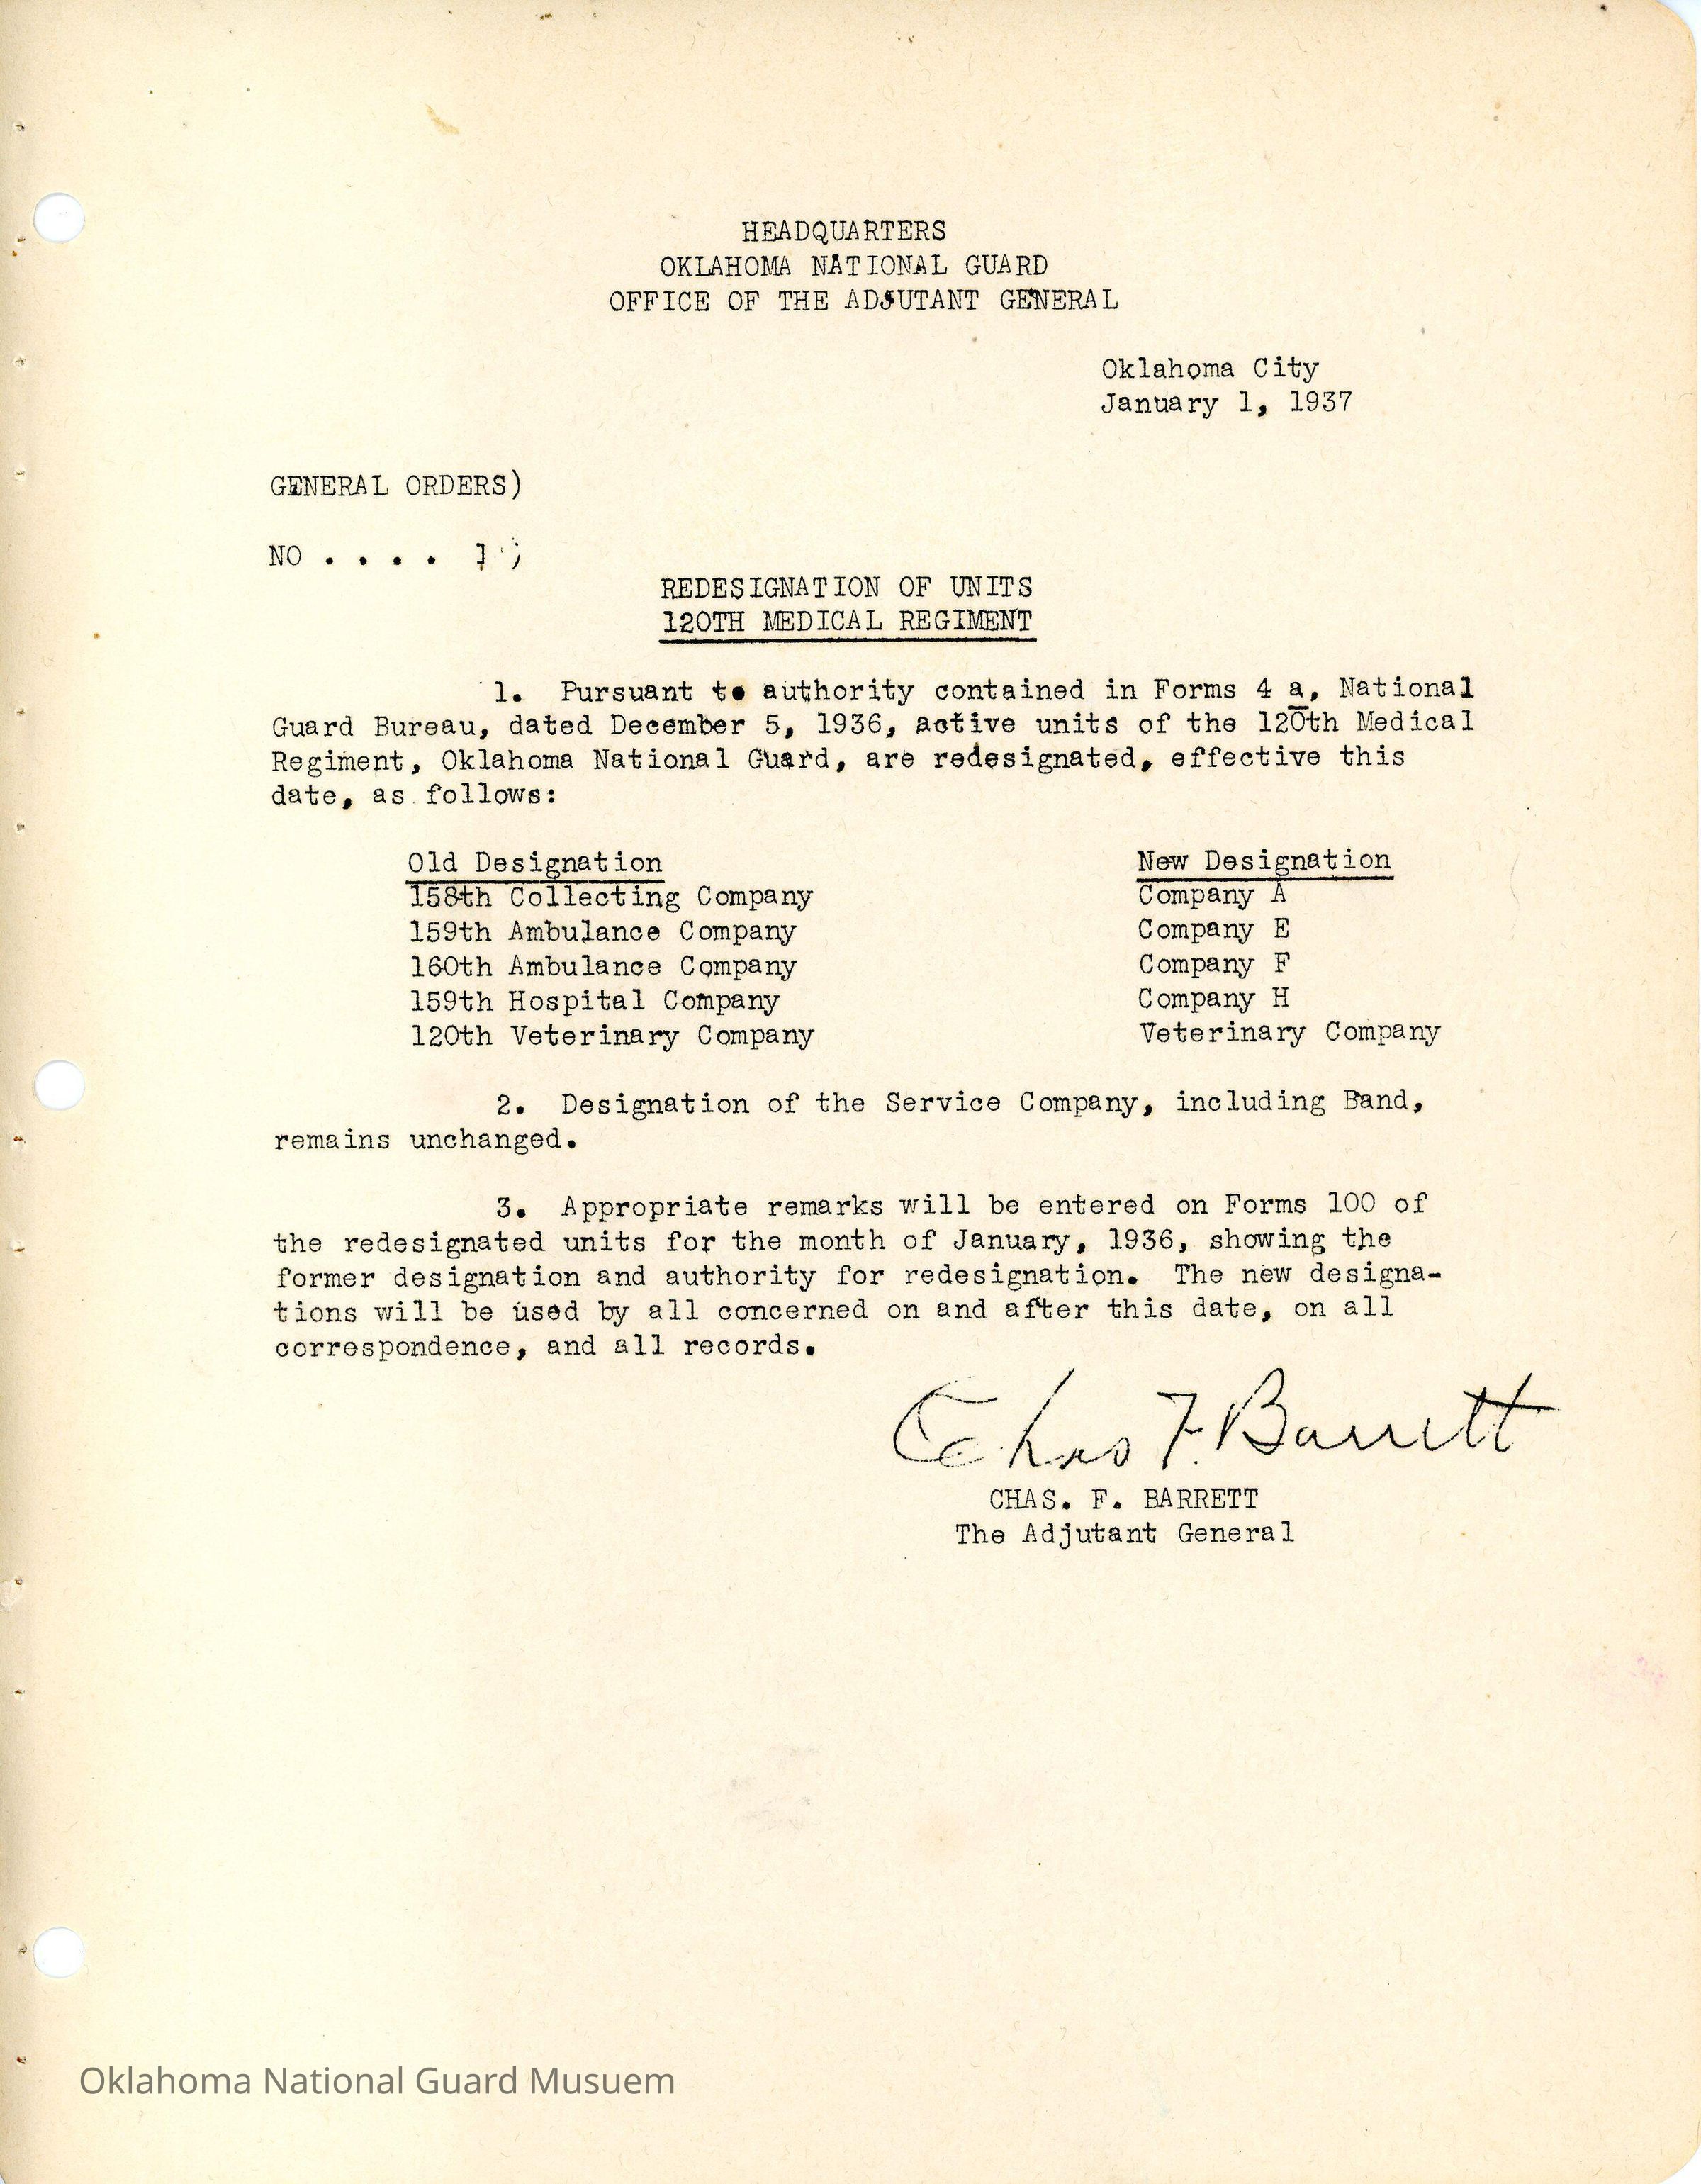 HEADQUARTERS
OKLAHOMA NATIONAL GUARD
OFFICE OF THE ADJUTANT GENERAL
Oklahoma City
January 1, 1937
GENERAL ORDERS)
NO . . . . 1 )
REDESIGNATION OF UNITS
120TH MEDICAL REGIMENT
1. Pursuant to authority contained in Forms 4 a, National
Guard Bureau, dated December 5, 1936, active units of the 120th Medical
Regiment, Oklahoma National Guard, are redesignated, effective this
date, as follows:
Old Designation New Designation
158th Collecting Company Company A
159th Ambulance Company Company E
160th Ambulance Company Company F
159th Hospital Company Company H
120th Veterinary Company Veterinary Company
2. Designation of the Service Company, including Band,
remains unchanged.
3. Appropriate remarks will be entered on Forms 100 of
the redesignated units for the month of January, 1936, showing the
former designation and authority for redesignation. The new designa-
tions will be used by all concerned on and after this date, on all
correspondence, and all records.
Chas F. Barrett
CHAS. F. BARRETT
The Adjutant General
Oklahoma National Guard Musuem